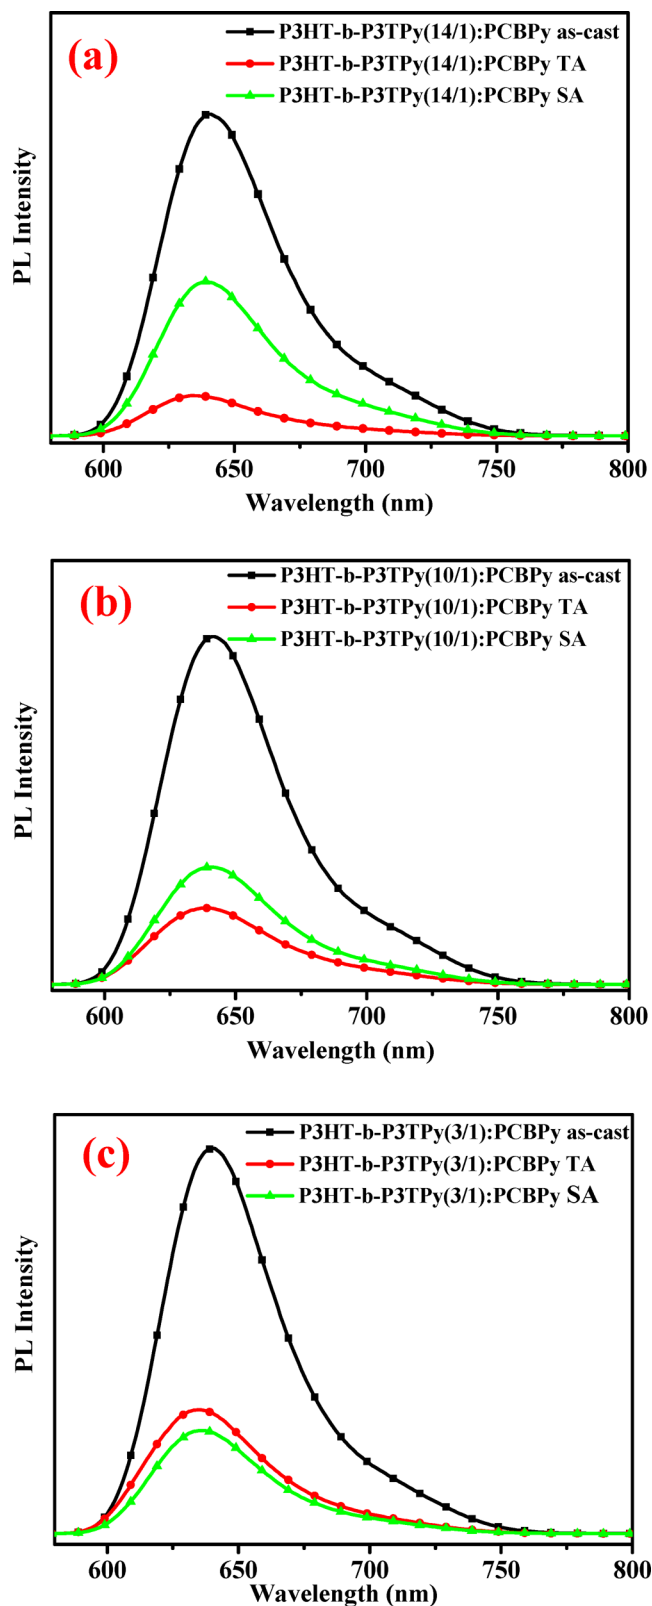 (a)
P3HT-b-P3TPy(14/1):PCBPy as-cast
P3HT-b-P3TPy(14/1):PCBPy TA
P3HT-b-P3TPy(14/1):PCBPy SA
PL Intensity
600 650 700 750 800
Wavelength (nm)
(b)
P3HT-b-P3TPy(10/1):PCBPy as-cast
P3HT-b-P3TPy(10/1):PCBPy TA
P3HT-b-P3TPy(10/1):PCBPy SA
PL Intensity
600 650 700 750 800
Wavelength (nm)
(c)
P3HT-b-P3TPy(3/1):PCBPy as-cast
P3HT-b-P3TPy(3/1):PCBPy TA
P3HT-b-P3TPy(3/1):PCBPy SA
PL Intensity
600 650 700 750 800
Wavelength (nm)